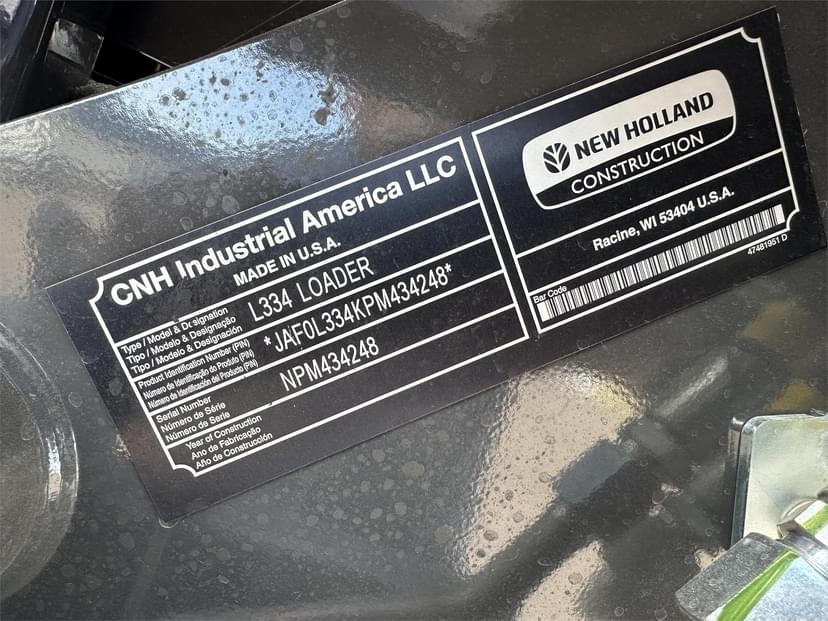 CNH Industrial America LLC
MADE IN U.S.A.
Type / Model & Designation
Tipo / Modelo & Designação
Tipo / Modelo & Designación
L334 LOADER
Product Identification Number (PIN)
Número de Identificação do Produto (PIN)
Número de Identificación del Producto (PIN)
*JAF0L334KPM434248*
Serial Number
Número de Série
Número de Serie
NPM434248
Year of Construction
Ano de Fabricação
Año de Construcción
NEW HOLLAND
CONSTRUCTION
Racine, WI 53404 U.S.A.
Bar Code
47481951 D